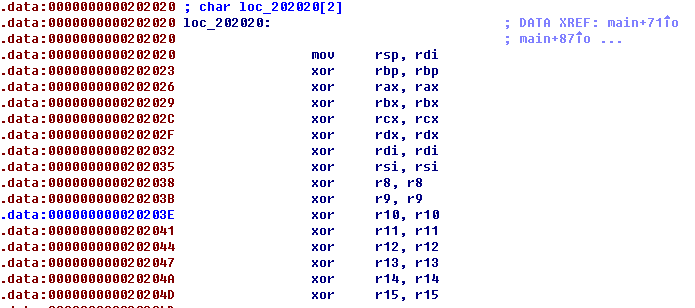 .data:0000000000202020 ; char loc_202020[2]
.data:0000000000202020 loc_202020: ; DATA XREF: main+71↑o
.data:0000000000202020 ; main+87↑o ...
.data:0000000000202020 mov rsp, rdi
.data:0000000000202023 xor rbp, rbp
.data:0000000000202026 xor rax, rax
.data:0000000000202029 xor rbx, rbx
.data:000000000020202C xor rcx, rcx
.data:000000000020202F xor rdx, rdx
.data:0000000000202032 xor rdi, rdi
.data:0000000000202035 xor rsi, rsi
.data:0000000000202038 xor r8, r8
.data:000000000020203B xor r9, r9
.data:000000000020203E xor r10, r10
.data:0000000000202041 xor r11, r11
.data:0000000000202044 xor r12, r12
.data:0000000000202047 xor r13, r13
.data:000000000020204A xor r14, r14
.data:000000000020204D xor r15, r15